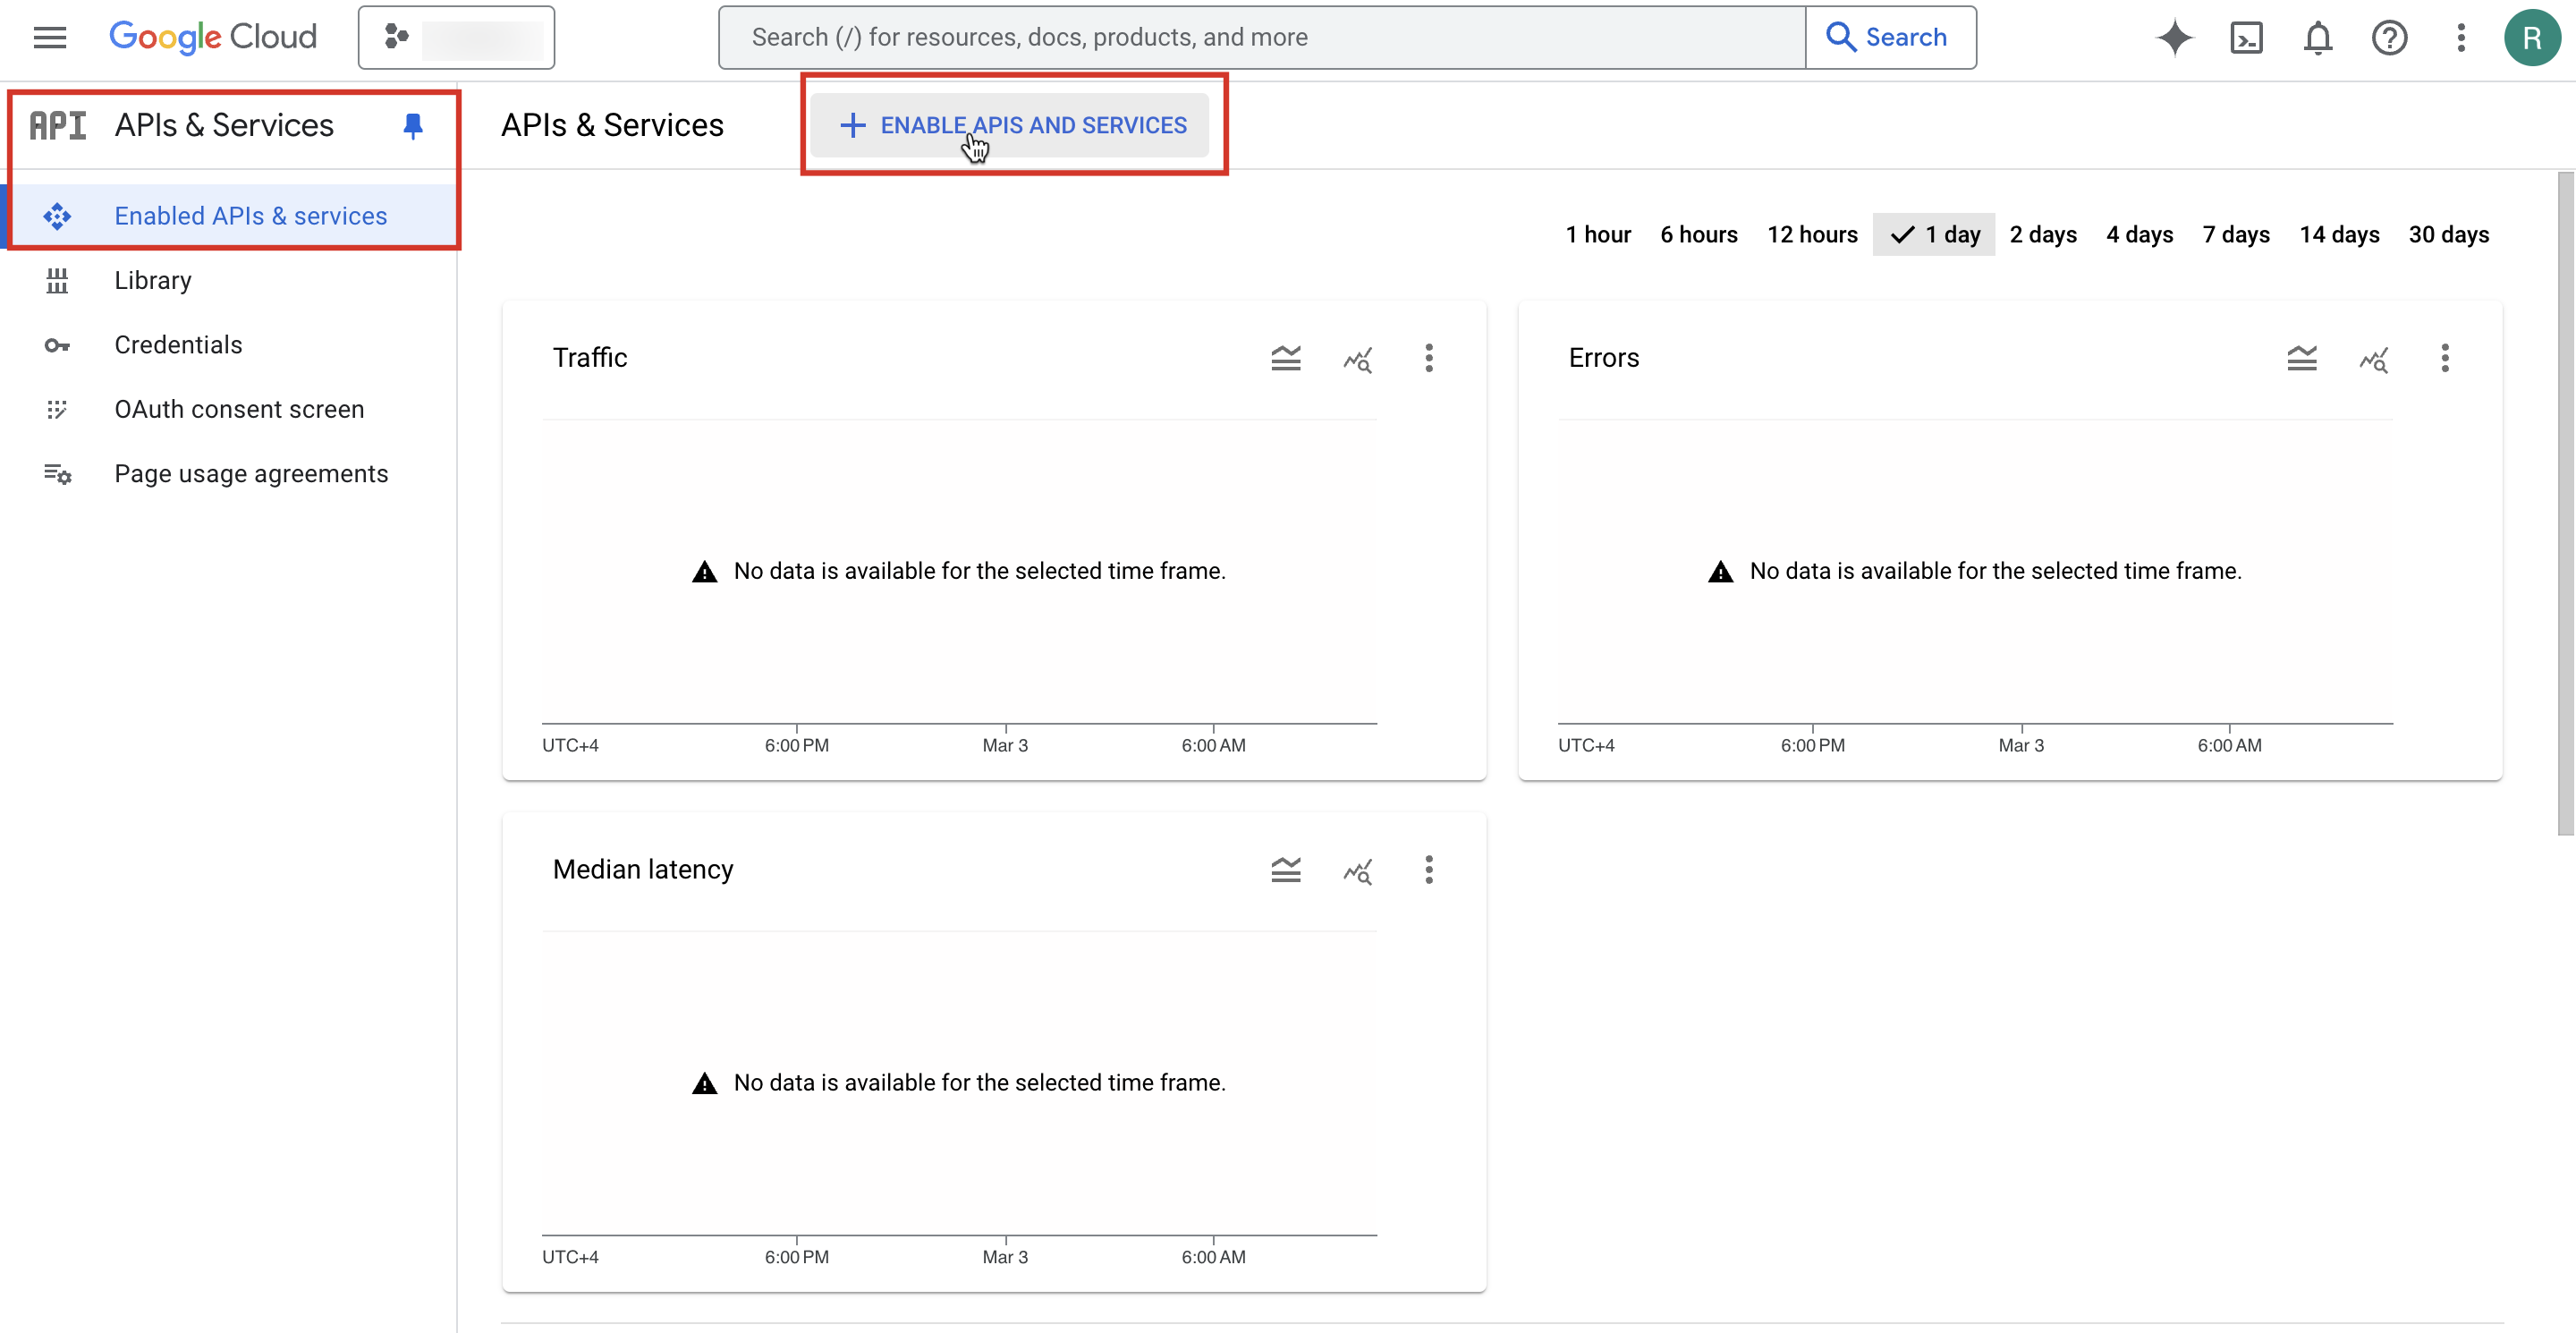 Google Cloud
Search (/) for resources, docs, products, and more
Search
R
API APIs & Services
APIs & Services
ENABLE APIS AND SERVICES
Enabled APIs & services
Library
Credentials
OAuth consent screen
Page usage agreements
1 hour 6 hours 12 hours 1 day 2 days 4 days 7 days 14 days 30 days
Traffic
No data is available for the selected time frame.
UTC+4 6:00 PM Mar 3 6:00 AM
Errors
No data is available for the selected time frame.
UTC+4 6:00 PM Mar 3 6:00 AM
Median latency
No data is available for the selected time frame.
UTC+4 6:00 PM Mar 3 6:00 AM